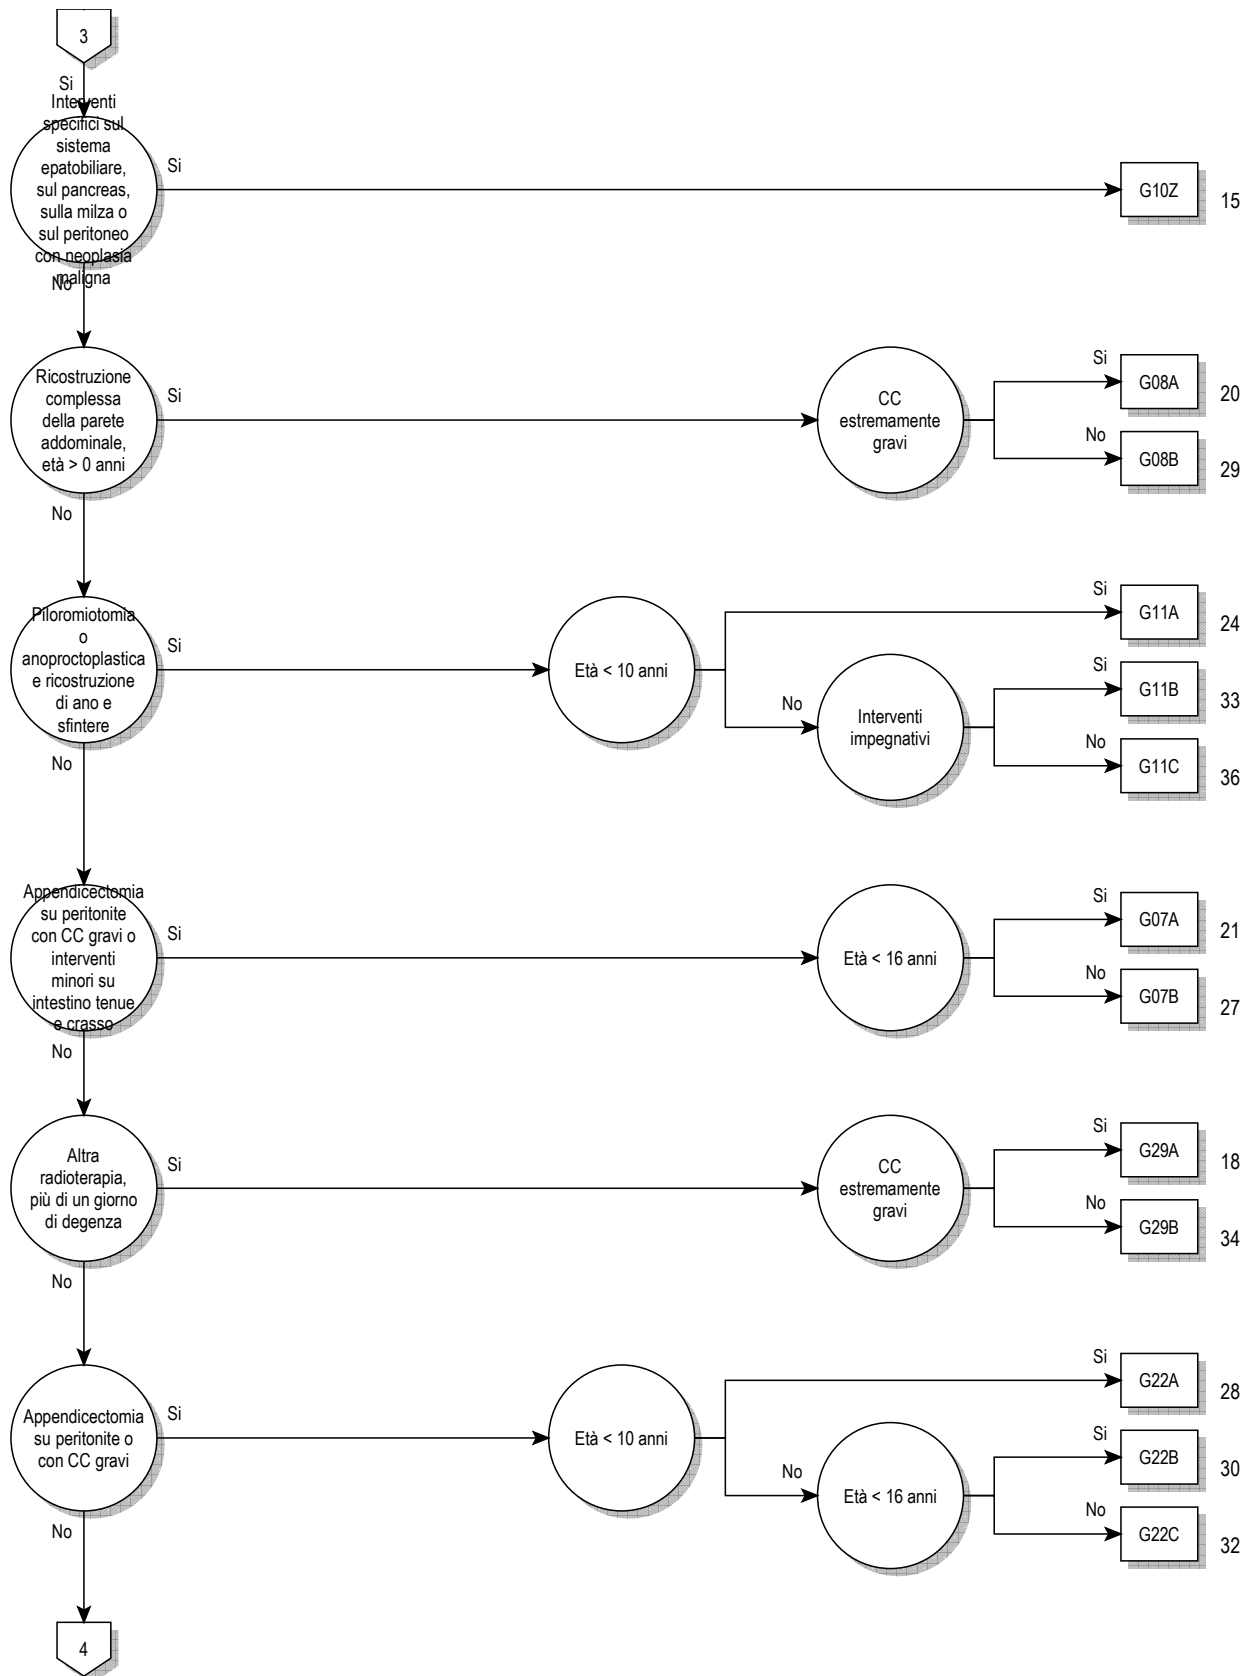 3
Si
Interventi
specifici sul
sistema
epatobiliare,
sul pancreas,
sulla milza o
sul peritoneo
con neoplasia
maligna
Si
G10Z
15
No
Ricostruzione
complessa
della parete
addominale,
età > 0 anni
Si
CC
estremamente
gravi
Si
G08A
20
No
G08B
29
No
Piloromiotomia
o
anoproctoplastica
e ricostruzione
di ano e
sfintere
Si
Età < 10 anni
Si
G11A
24
No
Interventi
impegnativi
Si
G11B
33
No
G11C
36
No
Appendicectomia
su peritonite
con CC gravi o
interventi
minori su
intestino tenue
e crasso
Si
Età < 16 anni
Si
G07A
21
No
G07B
27
No
Altra
radioterapia,
più di un giorno
di degenza
Si
CC
estremamente
gravi
Si
G29A
18
No
G29B
34
No
Appendicectomia
su peritonite o
con CC gravi
Si
Età < 10 anni
Si
G22A
28
No
Età < 16 anni
Si
G22B
30
No
G22C
32
No
4